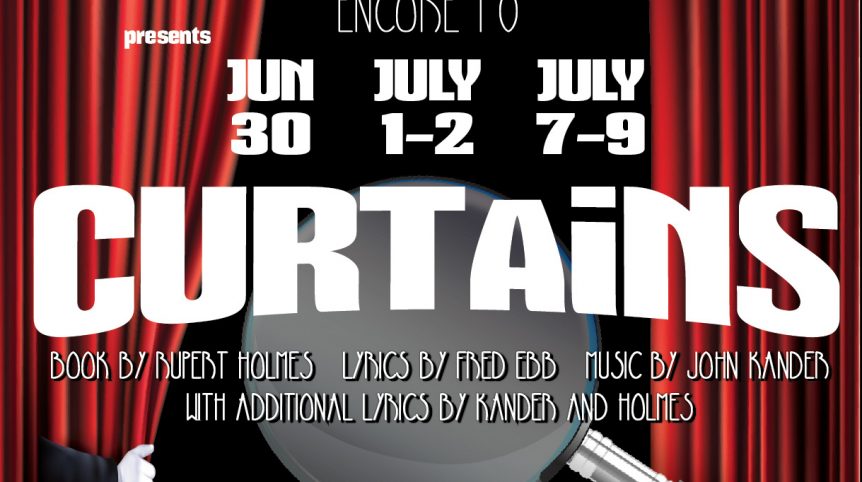 ENCORE
presents
JUN JULY JULY
30 1-2 7-9
CURTAiNS
BOOK BY RUPERT HOLMES LYRICS BY FRED EBB MUSIC BY JOHN KANDER
WITH ADDITIONAL LYRICS BY KANDER AND HOLMES